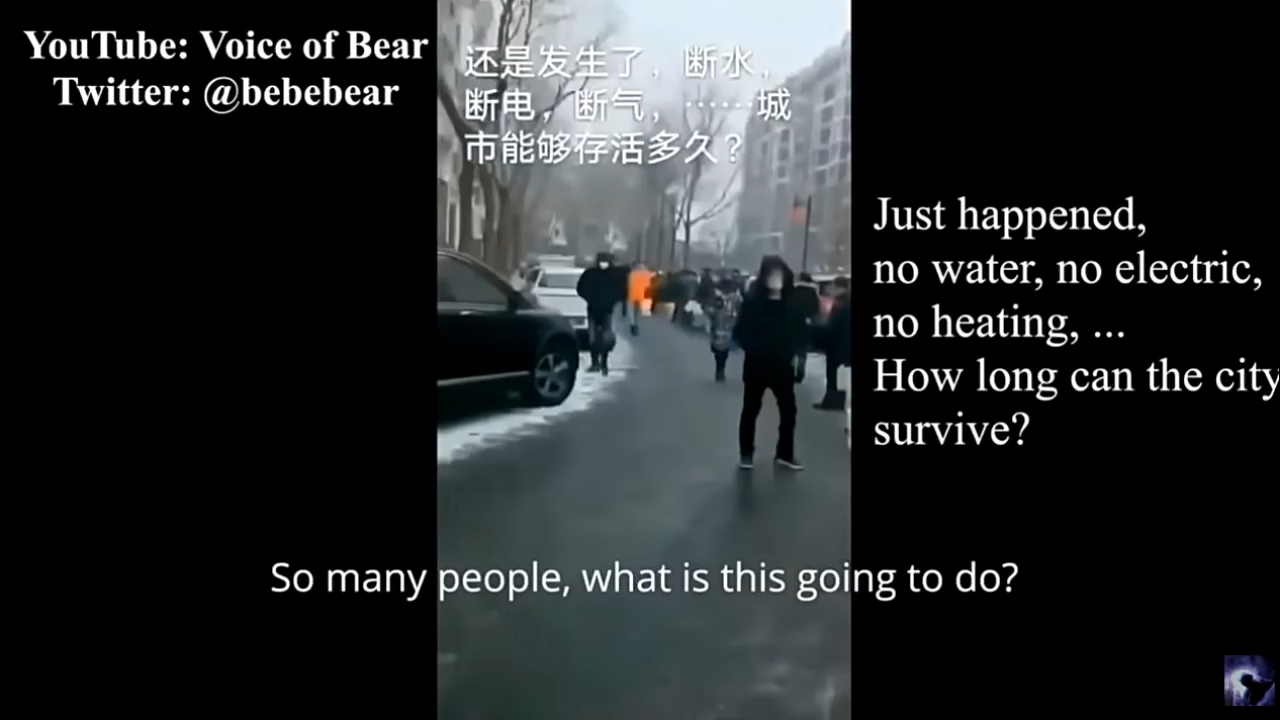 YouTube: Voice of Bear
Twitter: @bebebear
还是发生了，断水，
断电，断气，……城
市能够存活多久？
Just happened,
no water, no electric,
no heating, ...
How long can the city
survive?
So many people, what is this going to do?